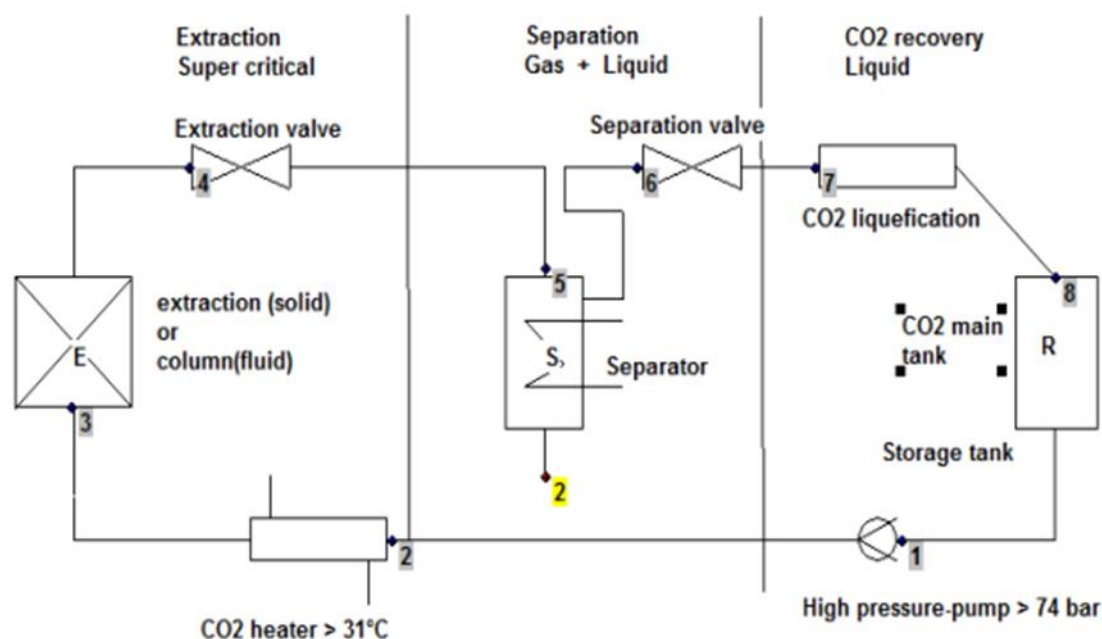 Extraction
Super critical
Separation
Gas + Liquid
CO2 recovery
Liquid
Extraction valve
Separation valve
4
6
7
CO2 liquefication
5
8
extraction (solid)
or
column(fluid)
E
S,
Separator
CO2 main
tank
R
3
Storage tank
2
2
1
High pressure-pump > 74 bar
CO2 heater > 31°C